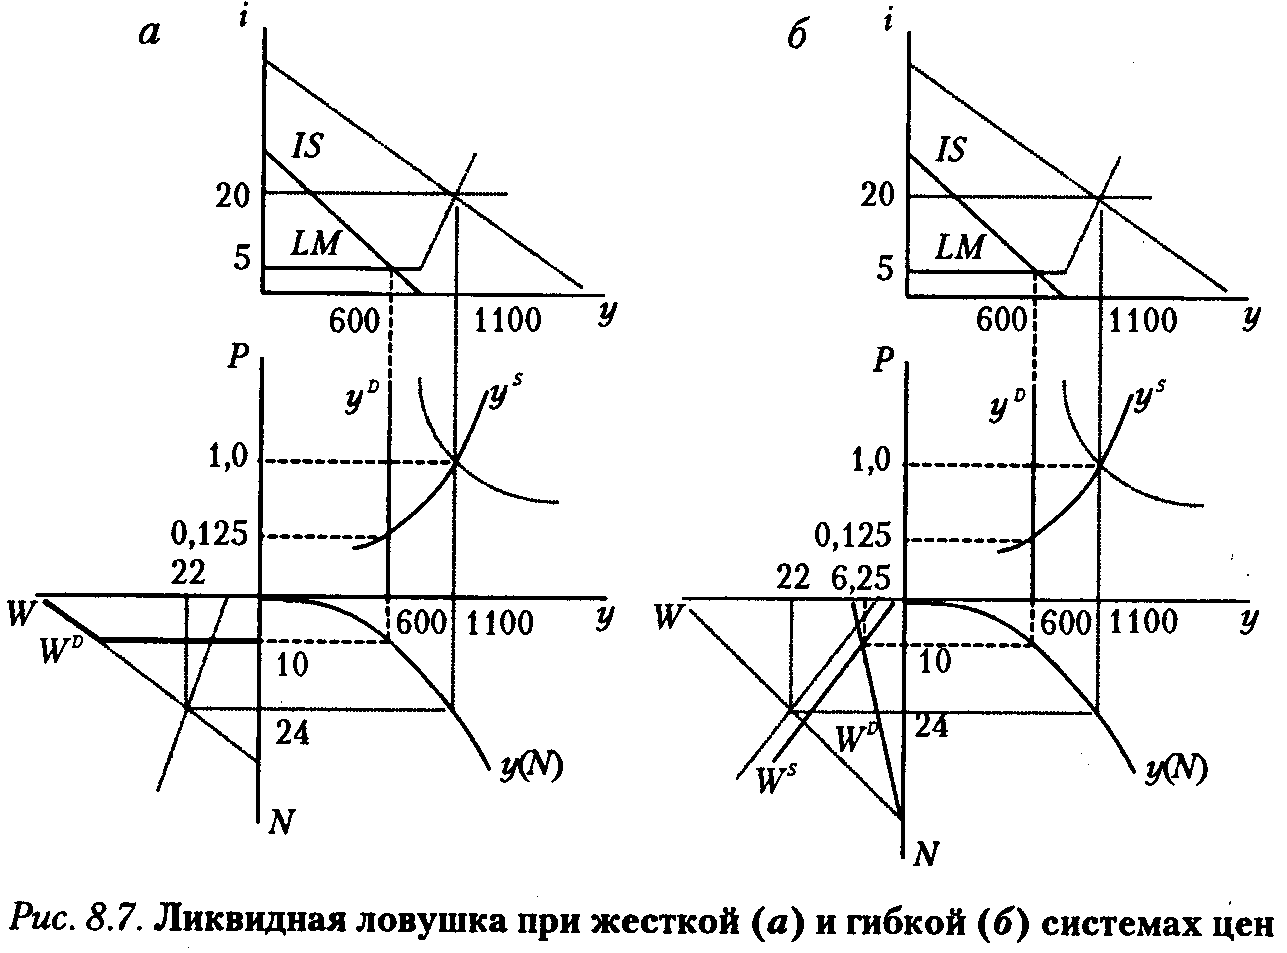 а
i
IS
20
LM
5
600
1100
y
P
y^D
y^S
1,0
0,125
22
W
600
1100
y
W^D
10
24
y(N)
N
б
i
IS
20
LM
5
600
1100
y
P
y^D
y^S
1,0
0,125
22
6,25
W
600
1100
y
10
W^D
24
W^S
y(N)
N
Рис. 8.7. Ликвидная ловушка при жесткой (а) и гибкой (б) системах цен